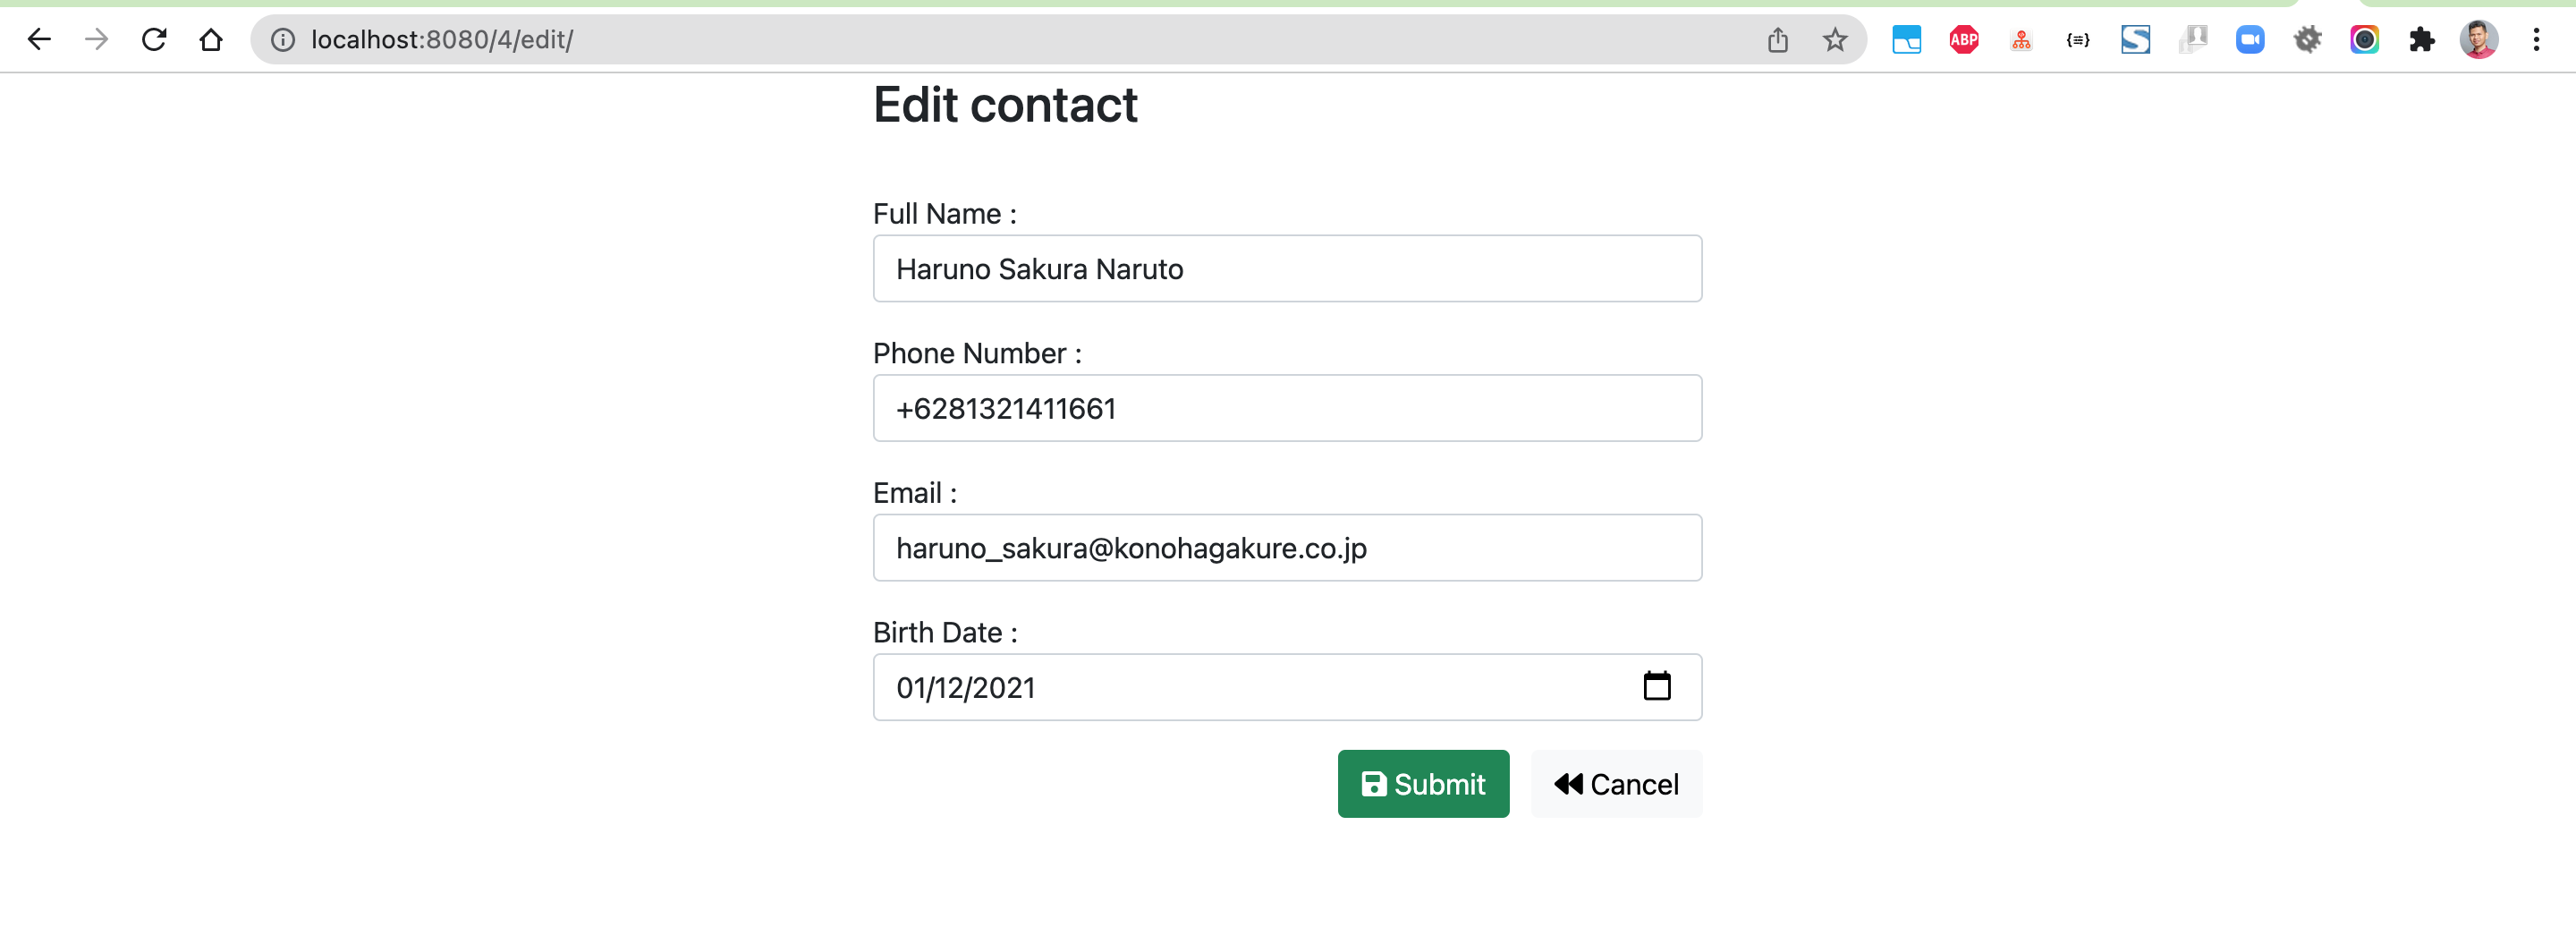 localhost:8080/4/edit/
ABP
Edit contact
Full Name :
Haruno Sakura Naruto
Phone Number :
+6281321411661
Email :
haruno_sakura@konohagakure.co.jp
Birth Date :
01/12/2021
Submit
Cancel